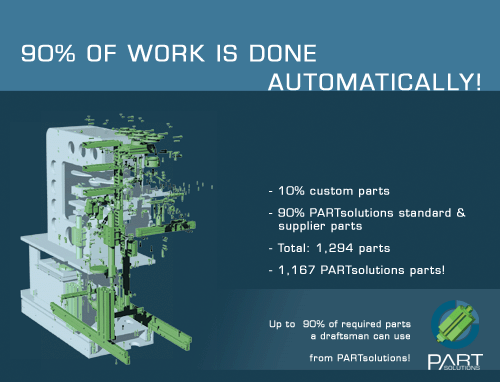 90% OF WORK IS DONE
AUTOMATICALLY!
- 10% custom parts
- 90% PARTsolutions standard &
supplier parts
- Total: 1,294 parts
- 1,167 PARTsolutions parts!
Up to 90% of required parts
a draftsman can use
from PARTsolutions!
PART
SOLUTIONS